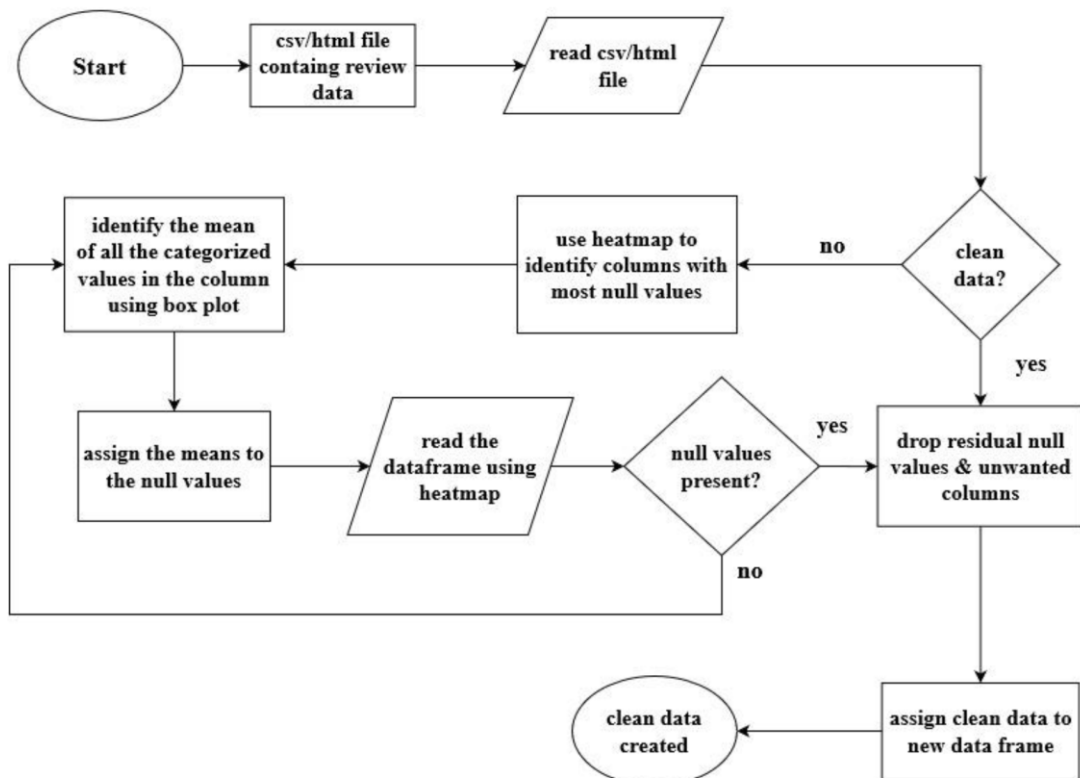 Start
csv/html file
containg review
data
read csv/html
file
clean
data?
no
yes
use heatmap to
identify columns with
most null values
identify the mean
of all the categorized
values in the column
using box plot
assign the means to
the null values
read the
dataframe using
heatmap
null values
present?
yes
no
drop residual null
values & unwanted
columns
assign clean data to
new data frame
clean data
created